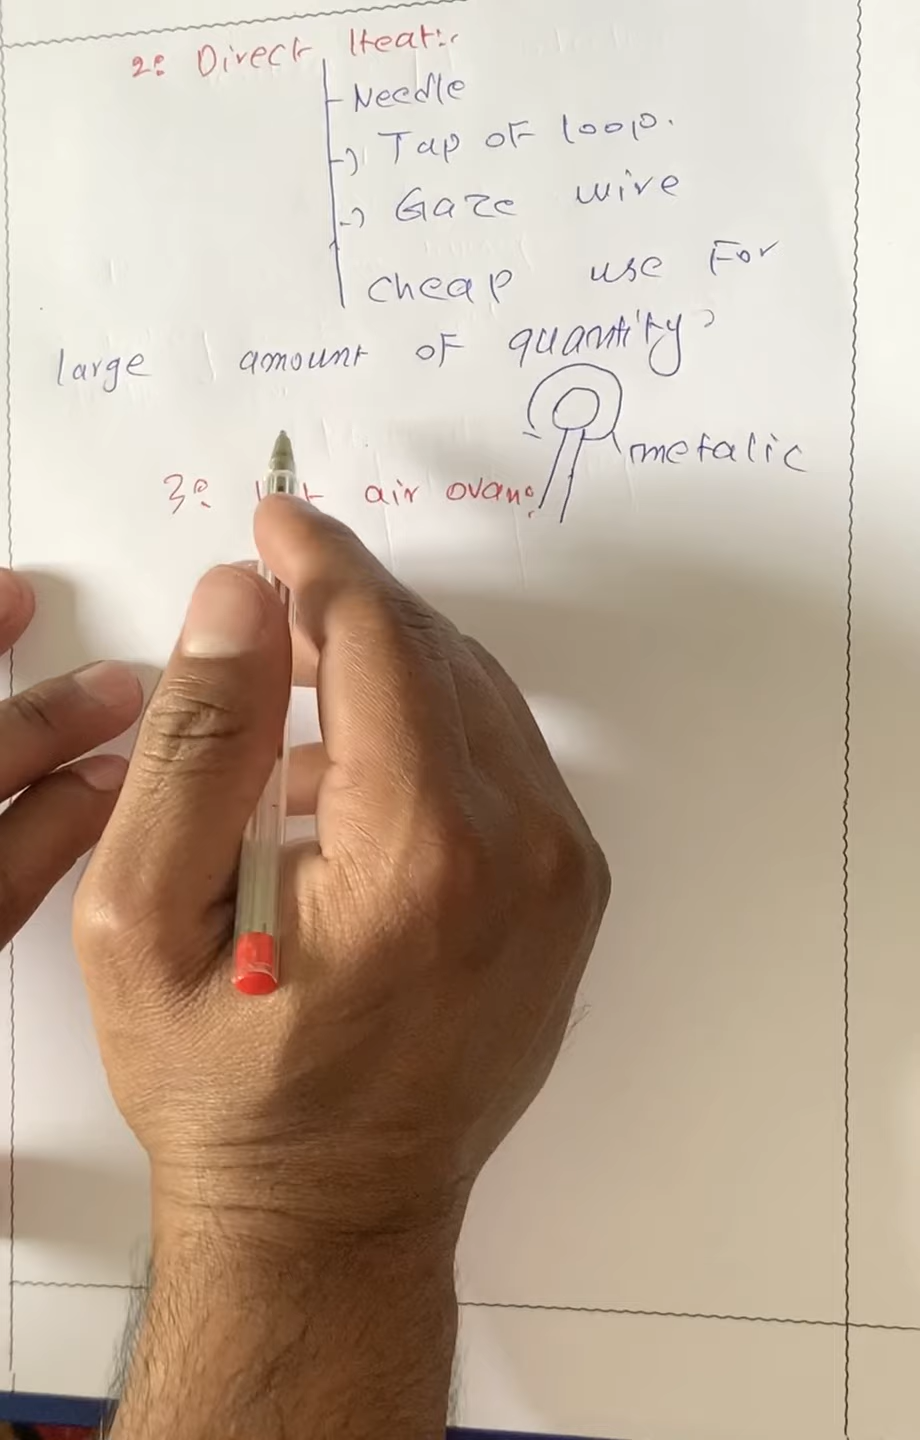 2: Direct Heat:
Needle
Tap of loop.
Gaze wire
cheap use For
large amount of quantity
metalic
3: air ovan: